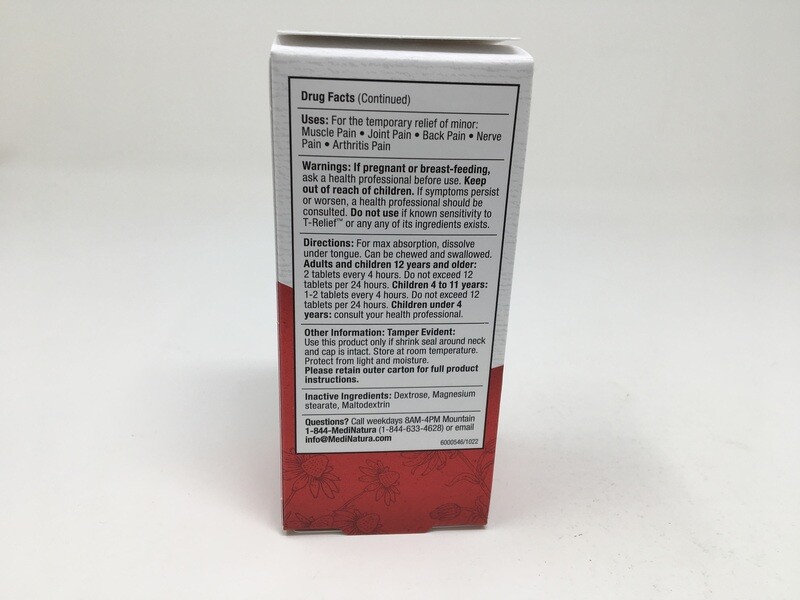 Drug Facts (Continued)
Uses: For the temporary relief of minor:
Muscle Pain • Joint Pain • Back Pain • Nerve
Pain • Arthritis Pain
Warnings: If pregnant or breast-feeding,
ask a health professional before use. Keep
out of reach of children. If symptoms persist
or worsen, a health professional should be
consulted. Do not use if known sensitivity to
T-Relief™ or any any of its ingredients exists.
Directions: For max absorption, dissolve
under tongue. Can be chewed and swallowed.
Adults and children 12 years and older:
2 tablets every 4 hours. Do not exceed 12
tablets per 24 hours. Children 4 to 11 years:
1-2 tablets every 4 hours. Do not exceed 12
tablets per 24 hours. Children under 4
years: consult your health professional.
Other Information: Tamper Evident:
Use this product only if shrink seal around neck
and cap is intact. Store at room temperature.
Protect from light and moisture.
Please retain outer carton for full product
instructions.
Inactive Ingredients: Dextrose, Magnesium
stearate, Maltodextrin
Questions? Call weekdays 8AM-4PM Mountain
1-844-MediNatura (1-844-633-4628) or email
info@MediNatura.com
6000546/1022